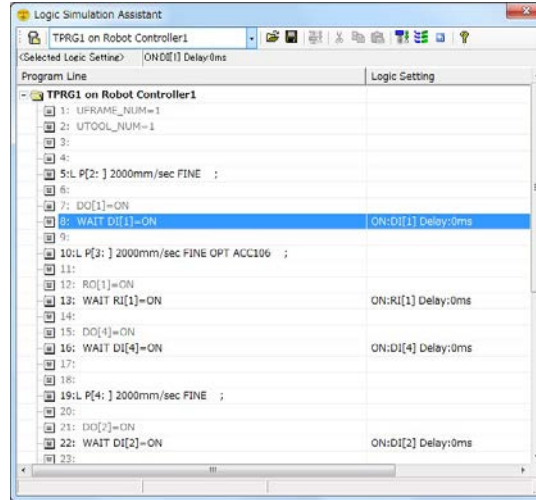 Logic Simulation Assistant
TPRG1 on Robot Controller1
<Selected Logic Setting> ON:DI[1] Delay:0ms
Program Line Logic Setting
TPRG1 on Robot Controller1
1: UFRAME_NUM=1
2: UTOOL_NUM=1
3:
4:
5:L P[2: ] 2000mm/sec FINE ;
6:
7: DO[1]=ON
8: WAIT DI[1]=ON ON:DI[1] Delay:0ms
9:
10:L P[3: ] 2000mm/sec FINE OPT ACC106 ;
11:
12: RO[1]=ON
13: WAIT RI[1]=ON ON:RI[1] Delay:0ms
14:
15: DO[4]=ON
16: WAIT DI[4]=ON ON:DI[4] Delay:0ms
17:
18:
19:L P[4: ] 2000mm/sec FINE ;
20:
21: DO[2]=ON
22: WAIT DI[2]=ON ON:DI[2] Delay:0ms
23: